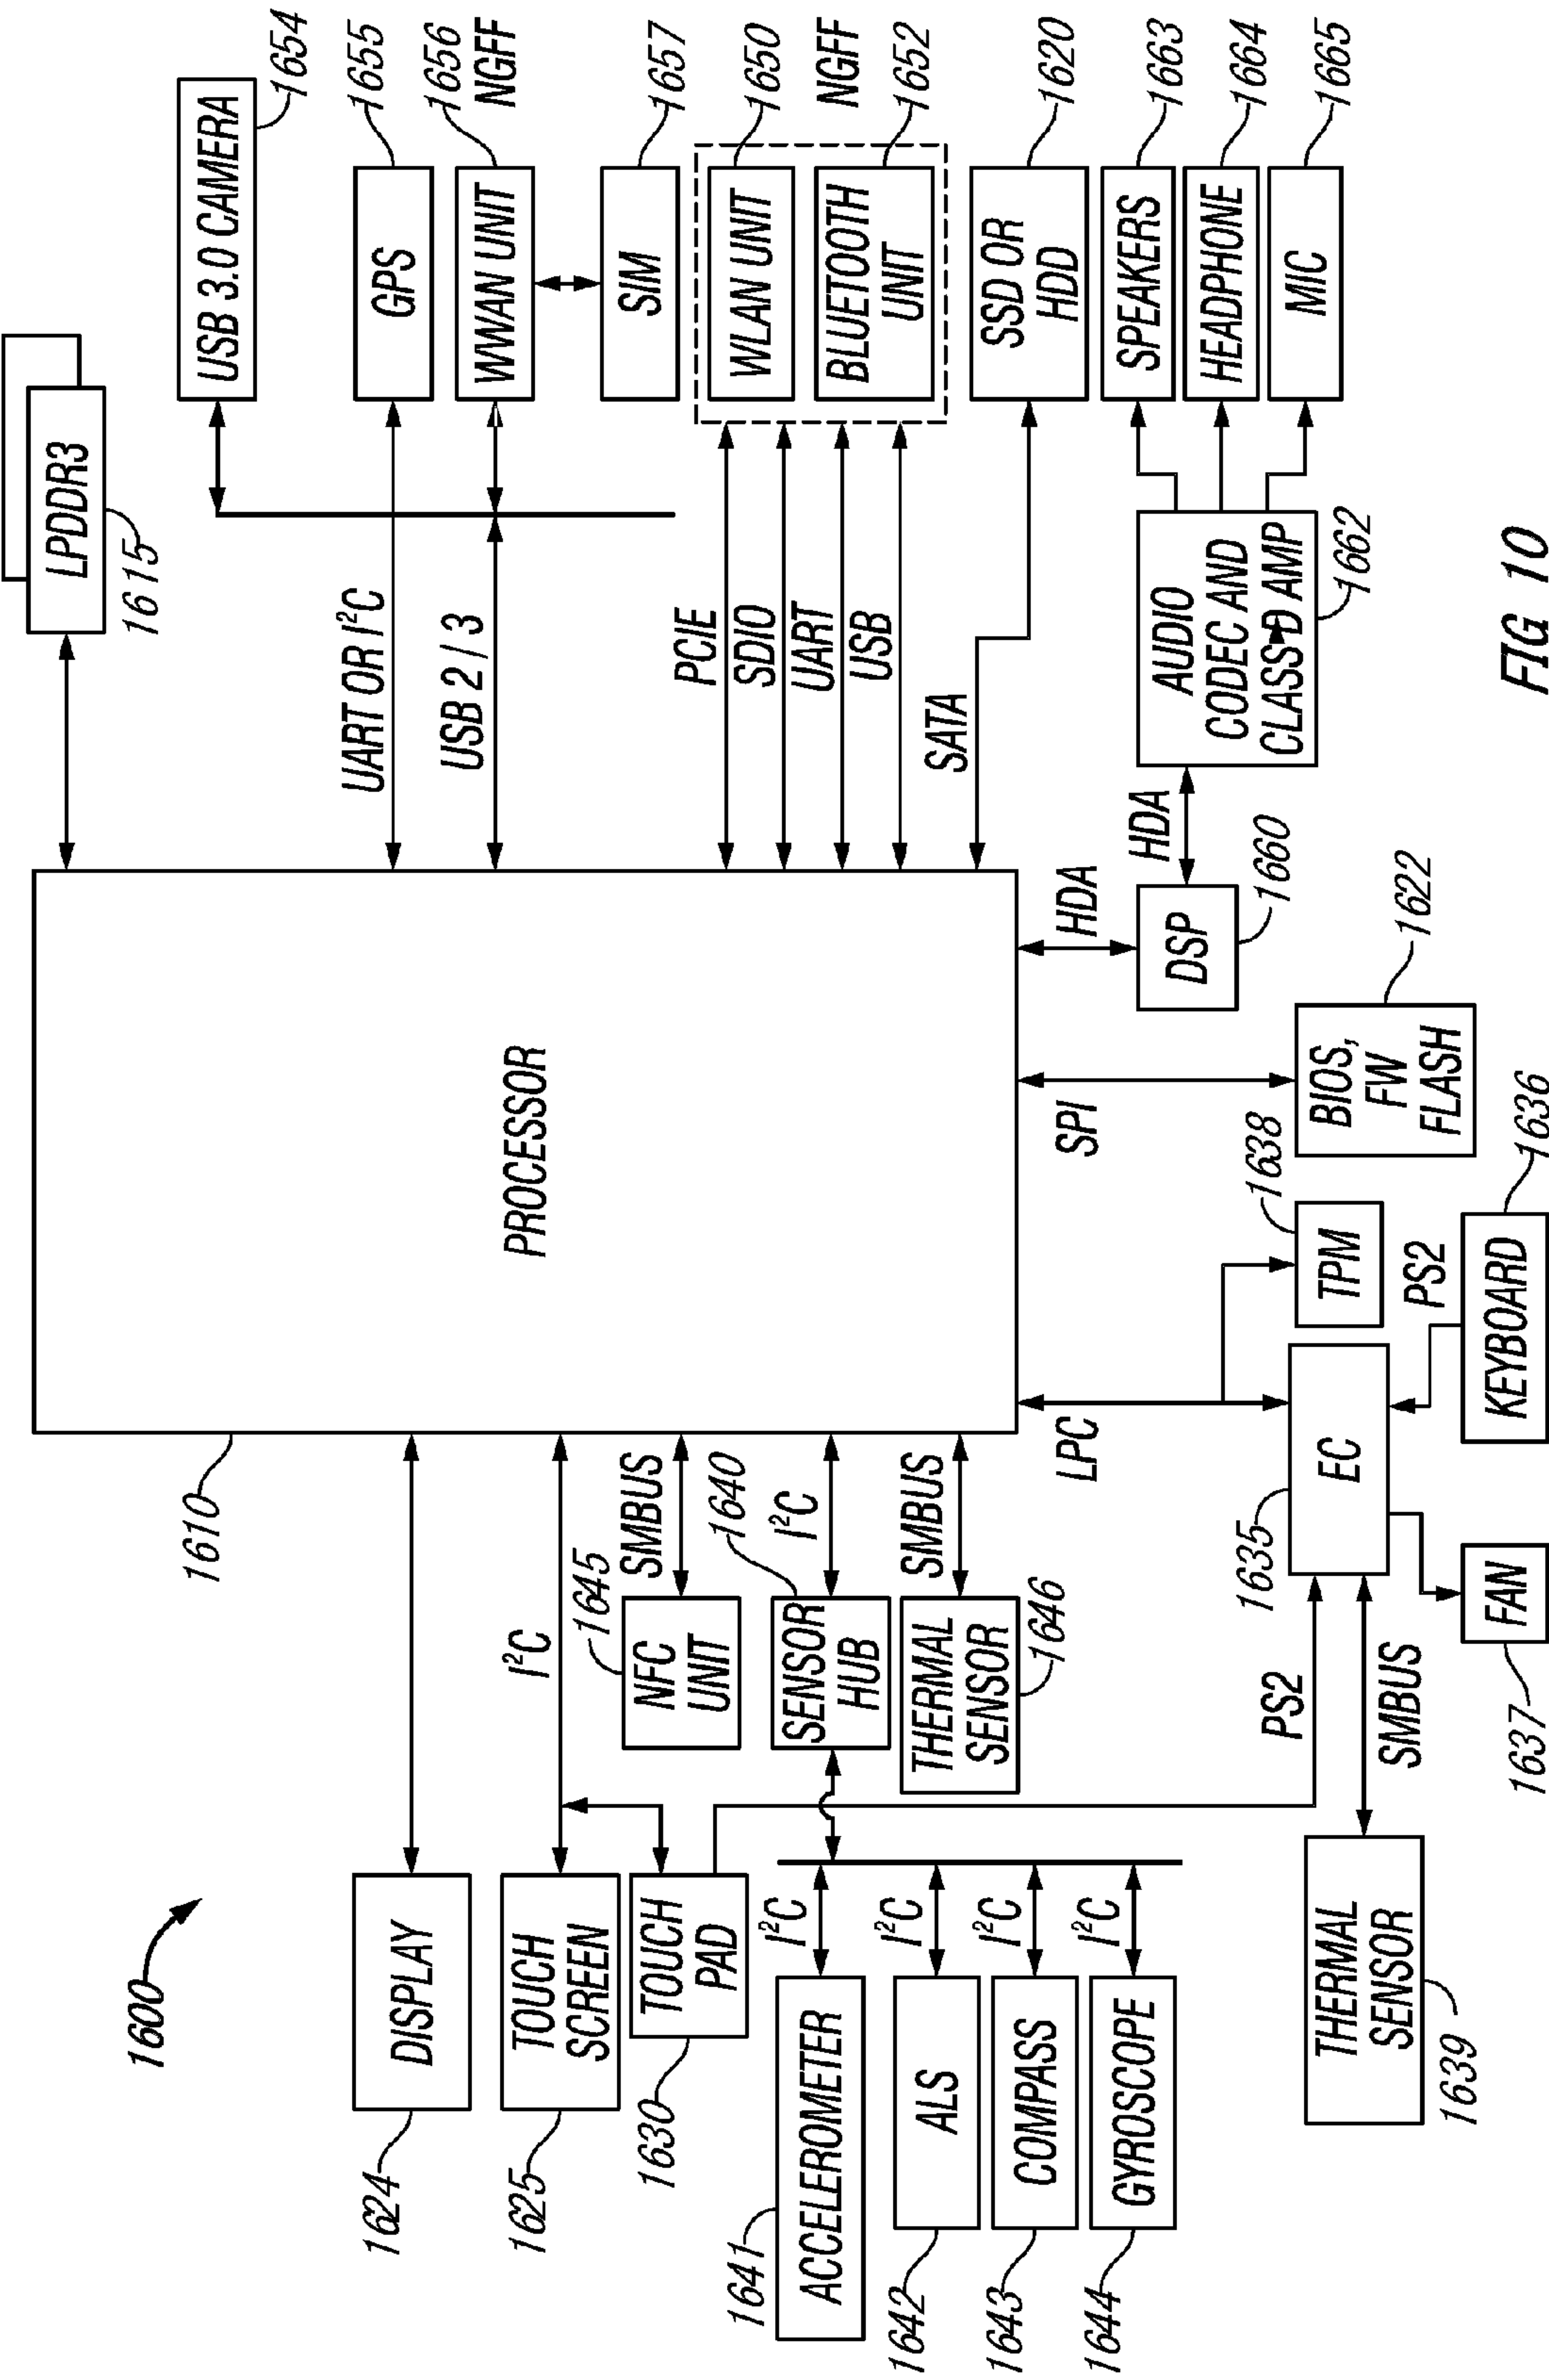 1600
1610
LPDDR3
1615
USB 3.0 CAMERA
1654
DISPLAY
1624
UART OR I²C
GPS
1655
USB 2 / 3
WWAN UNIT
1656
NGFF
PROCESSOR
I²C
TOUCH
SCREEN
1625
SIM
1657
TOUCH
PAD
1630
SMBUS
NFC
UNIT
1645
PCIE
SDIO
UART
USB
WLAN UNIT
1650
BLUETOOTH
UNIT
NGFF
1652
1640
I²C
SENSOR
HUB
I²C
ACCELEROMETER
1641
SMBUS
THERMAL
SENSOR
1646
I²C
ALS
1642
I²C
COMPASS
1643
I²C
GYROSCOPE
1644
SATA
SSD OR
HDD
1620
HDA
DSP
1660
HDA
AUDIO
CODEC AND
CLASS D AMP
1662
SPEAKERS
1663
HEADPHONE
1664
MIC
1665
LPC
SPI
1638
TPM
BIOS,
FW
FLASH
1622
1635
EC
PS2
SMBUS
THERMAL
SENSOR
1639
PS2
KEYBOARD
1636
FAN
1637
FIG 10